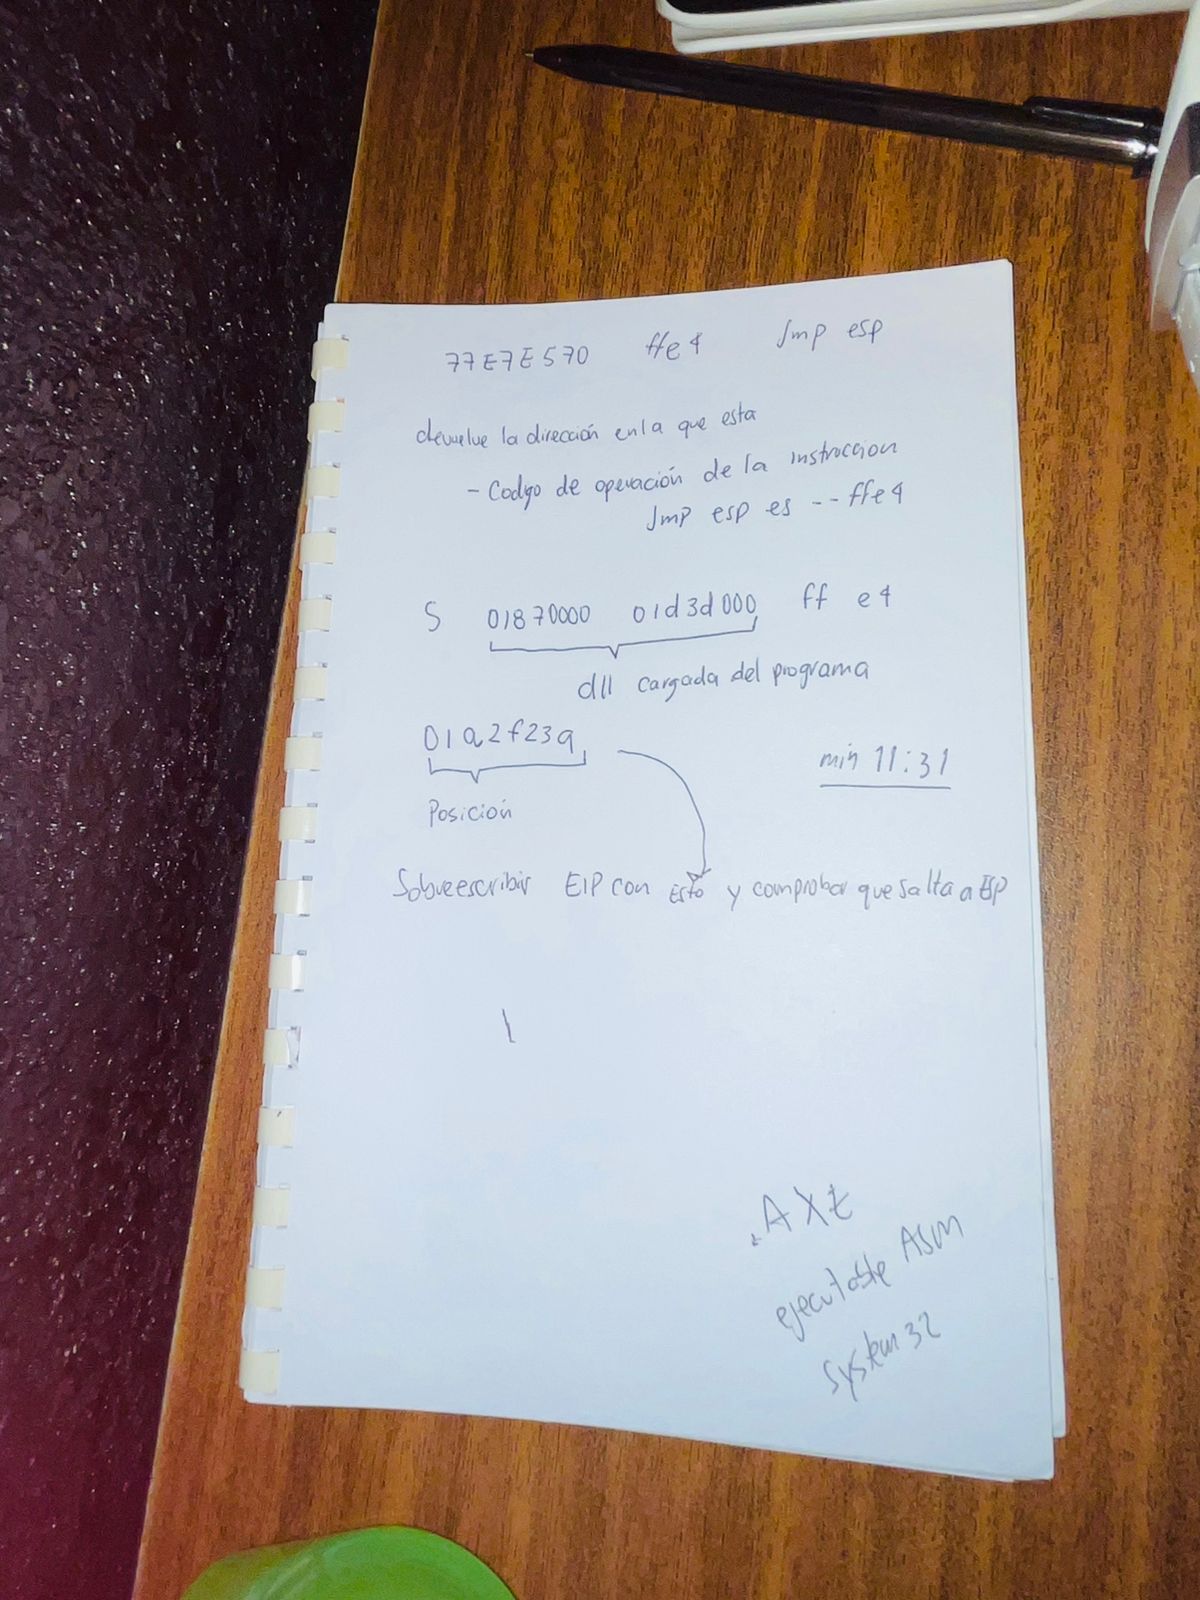 77E7E570 ffe4 Jmp esp
devuelve la dirección en la que esta
- Codgo de operación de la instruccion
Jmp esp es -- ffe4
S 01870000 01d3d000 ff e4
dll cargada del programa
01a2f23a
min 11:31
Posición
Sobreescribir EIP con Esto y comprobar que salta a ESP
.AXE
ejecutable ASM
System32